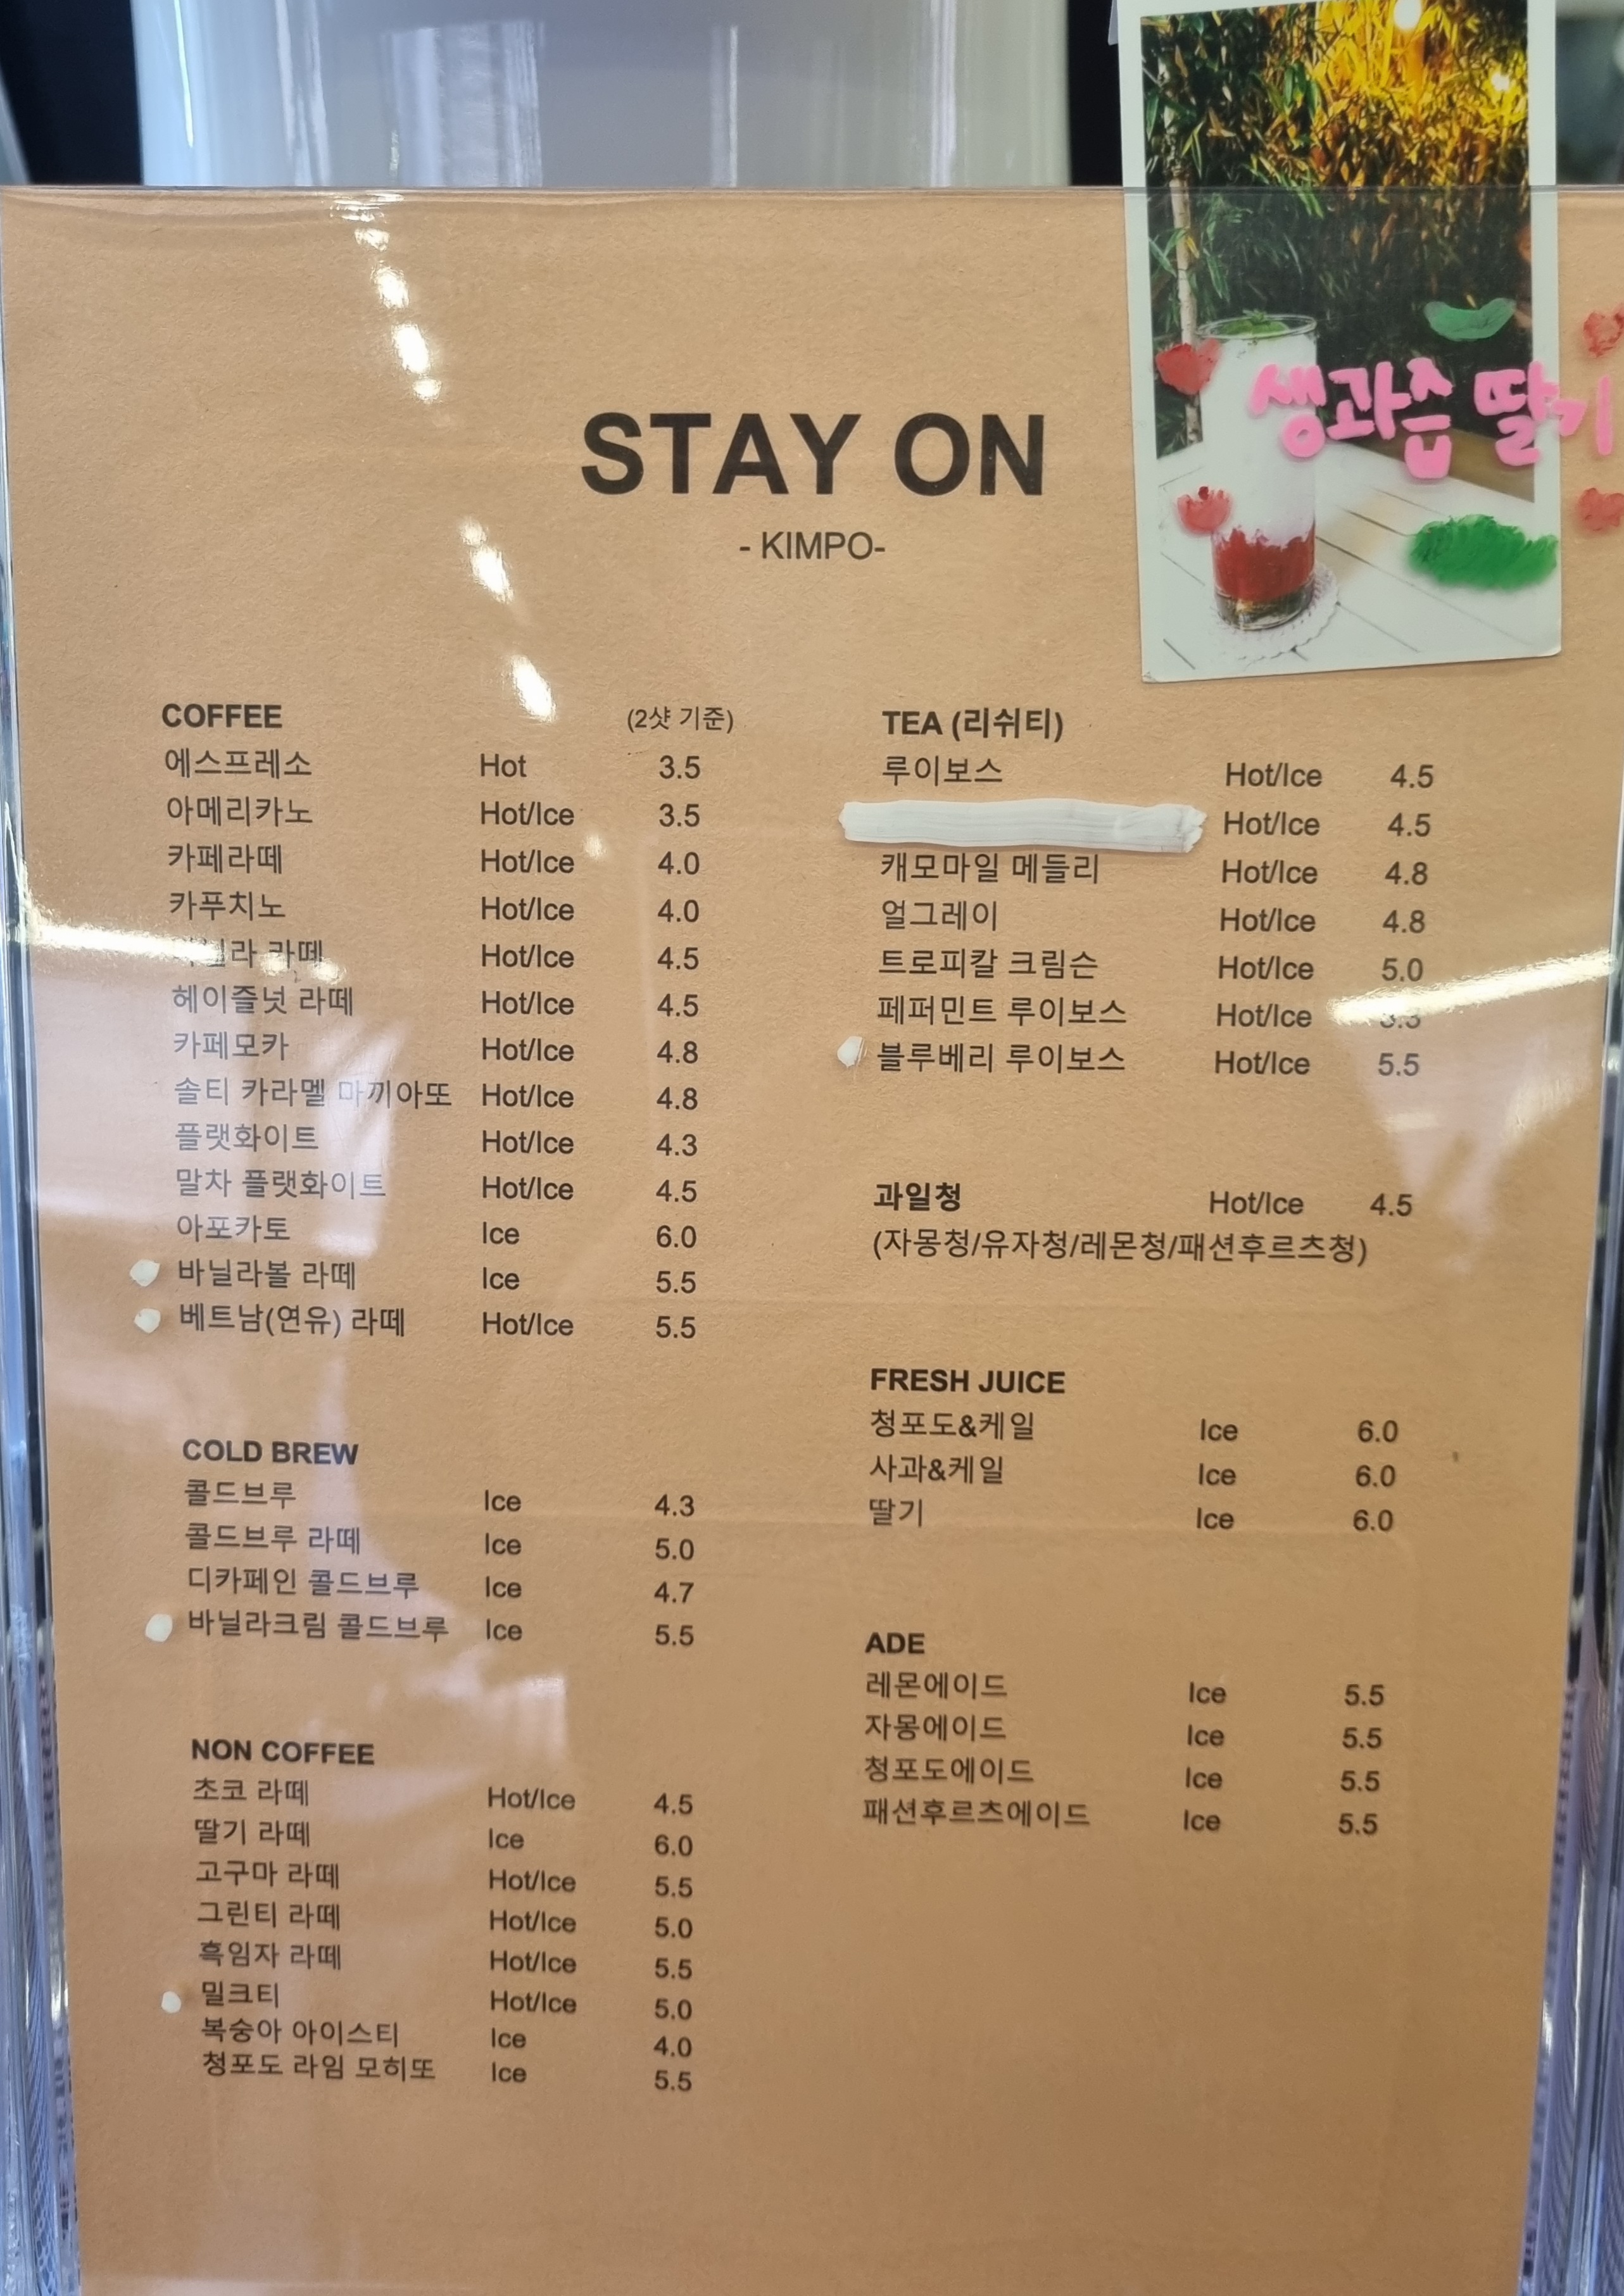 생과즙 딸기
STAY ON
- KIMPO-
COFFEE (2샷 기준)
에스프레소 Hot 3.5
아메리카노 Hot/Ice 3.5
카페라떼 Hot/Ice 4.0
카푸치노 Hot/Ice 4.0
라떼 Hot/Ice 4.5
헤이즐넛 라떼 Hot/Ice 4.5
카페모카 Hot/Ice 4.8
솔티 카라멜 마끼아또 Hot/Ice 4.8
플랫화이트 Hot/Ice 4.3
말차 플랫화이트 Hot/Ice 4.5
아포카토 Ice 6.0
바닐라볼 라떼 Ice 5.5
베트남(연유) 라떼 Hot/Ice 5.5
COLD BREW
콜드브루 Ice 4.3
콜드브루 라떼 Ice 5.0
디카페인 콜드브루 Ice 4.7
바닐라크림 콜드브루 Ice 5.5
NON COFFEE
초코 라떼 Hot/Ice 4.5
딸기 라떼 Ice 6.0
고구마 라떼 Hot/Ice 5.5
그린티 라떼 Hot/Ice 5.0
흑임자 라떼 Hot/Ice 5.5
밀크티 Hot/Ice 5.0
복숭아 아이스티 Ice 4.0
청포도 라임 모히또 Ice 5.5
TEA (리쉬티)
루이보스 Hot/Ice 4.5
Hot/Ice 4.5
캐모마일 메들리 Hot/Ice 4.8
얼그레이 Hot/Ice 4.8
트로피칼 크림슨 Hot/Ice 5.0
페퍼민트 루이보스 Hot/Ice
블루베리 루이보스 Hot/Ice 5.5
과일청 Hot/Ice 4.5
(자몽청/유자청/레몬청/패션후르츠청)
FRESH JUICE
청포도&케일 Ice 6.0
사과&케일 Ice 6.0
딸기 Ice 6.0
ADE
레몬에이드 Ice 5.5
자몽에이드 Ice 5.5
청포도에이드 Ice 5.5
패션후르츠에이드 Ice 5.5